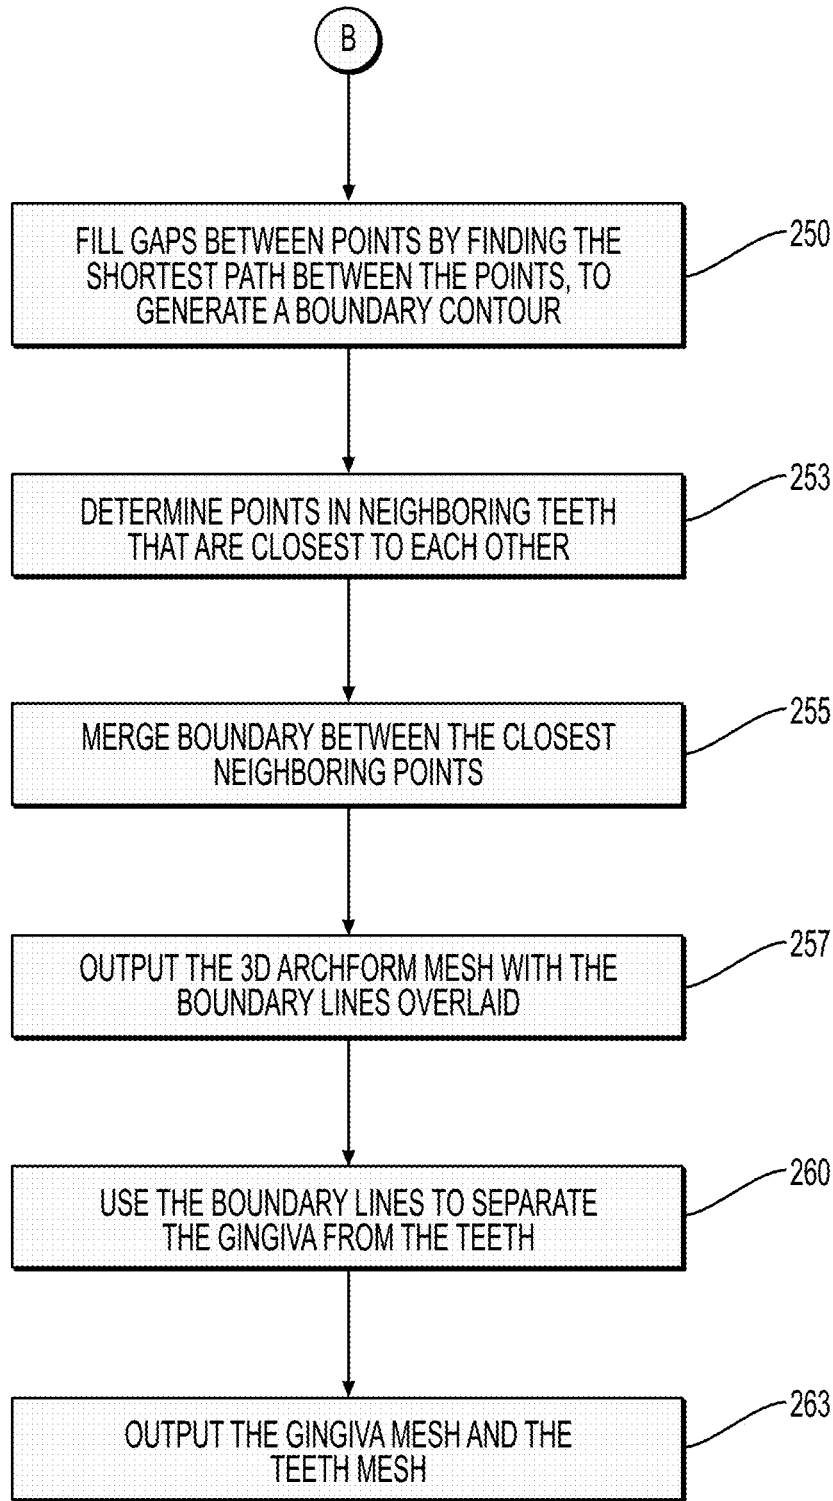 B
FILL GAPS BETWEEN POINTS BY FINDING THE
SHORTEST PATH BETWEEN THE POINTS, TO
GENERATE A BOUNDARY CONTOUR
250
DETERMINE POINTS IN NEIGHBORING TEETH
THAT ARE CLOSEST TO EACH OTHER
253
MERGE BOUNDARY BETWEEN THE CLOSEST
NEIGHBORING POINTS
255
OUTPUT THE 3D ARCHFORM MESH WITH THE
BOUNDARY LINES OVERLAID
257
USE THE BOUNDARY LINES TO SEPARATE
THE GINGIVA FROM THE TEETH
260
OUTPUT THE GINGIVA MESH AND THE
TEETH MESH
263